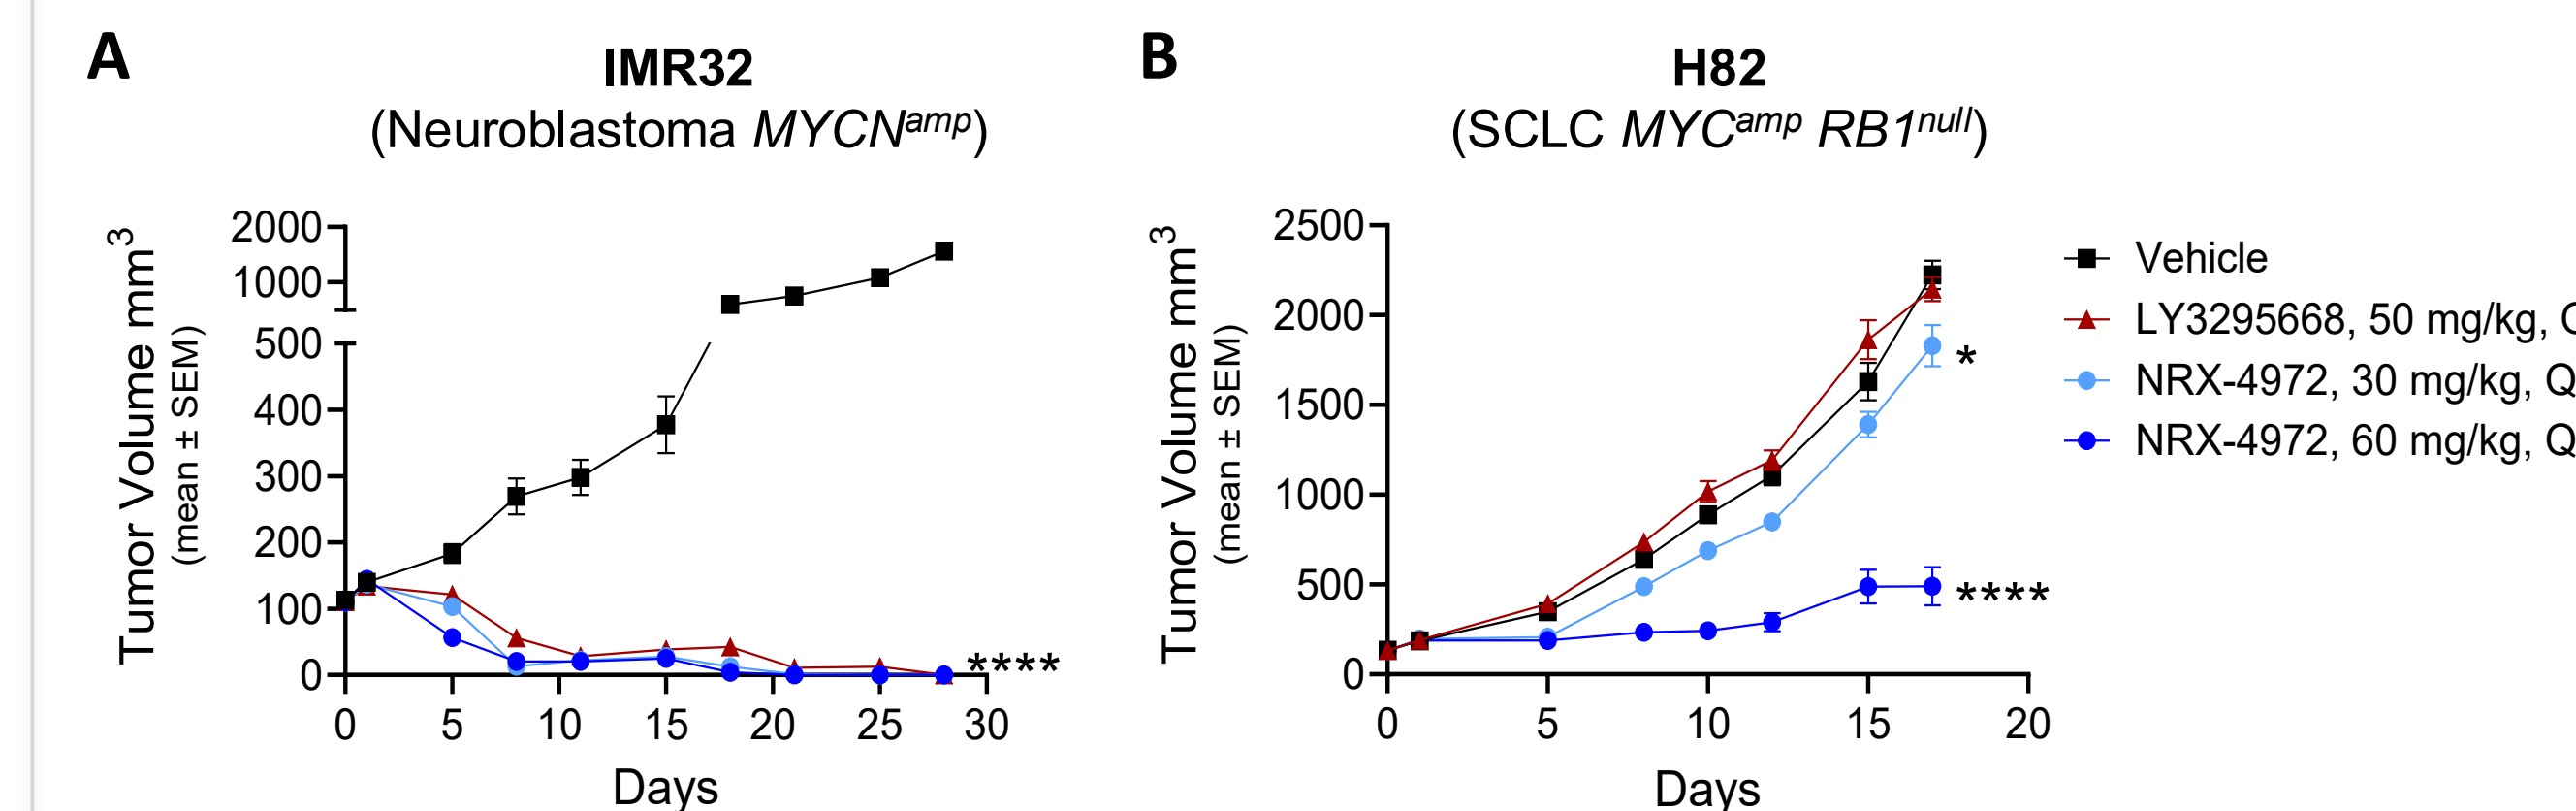 A
IMR32
(Neuroblastoma MYCNamp)
Tumor Volume mm3
(mean ± SEM)
2000
1000
500
400
300
200
100
0
****
0 5 10 15 20 25 30
Days
B
H82
(SCLC MYCamp RB1null)
Tumor Volume mm3
(mean ± SEM)
2500
2000
1500
1000
500
0
*
****
0 5 10 15 20
Days
Vehicle
LY3295668, 50 mg/kg,
NRX-4972, 30 mg/kg, Q
NRX-4972, 60 mg/kg, Q